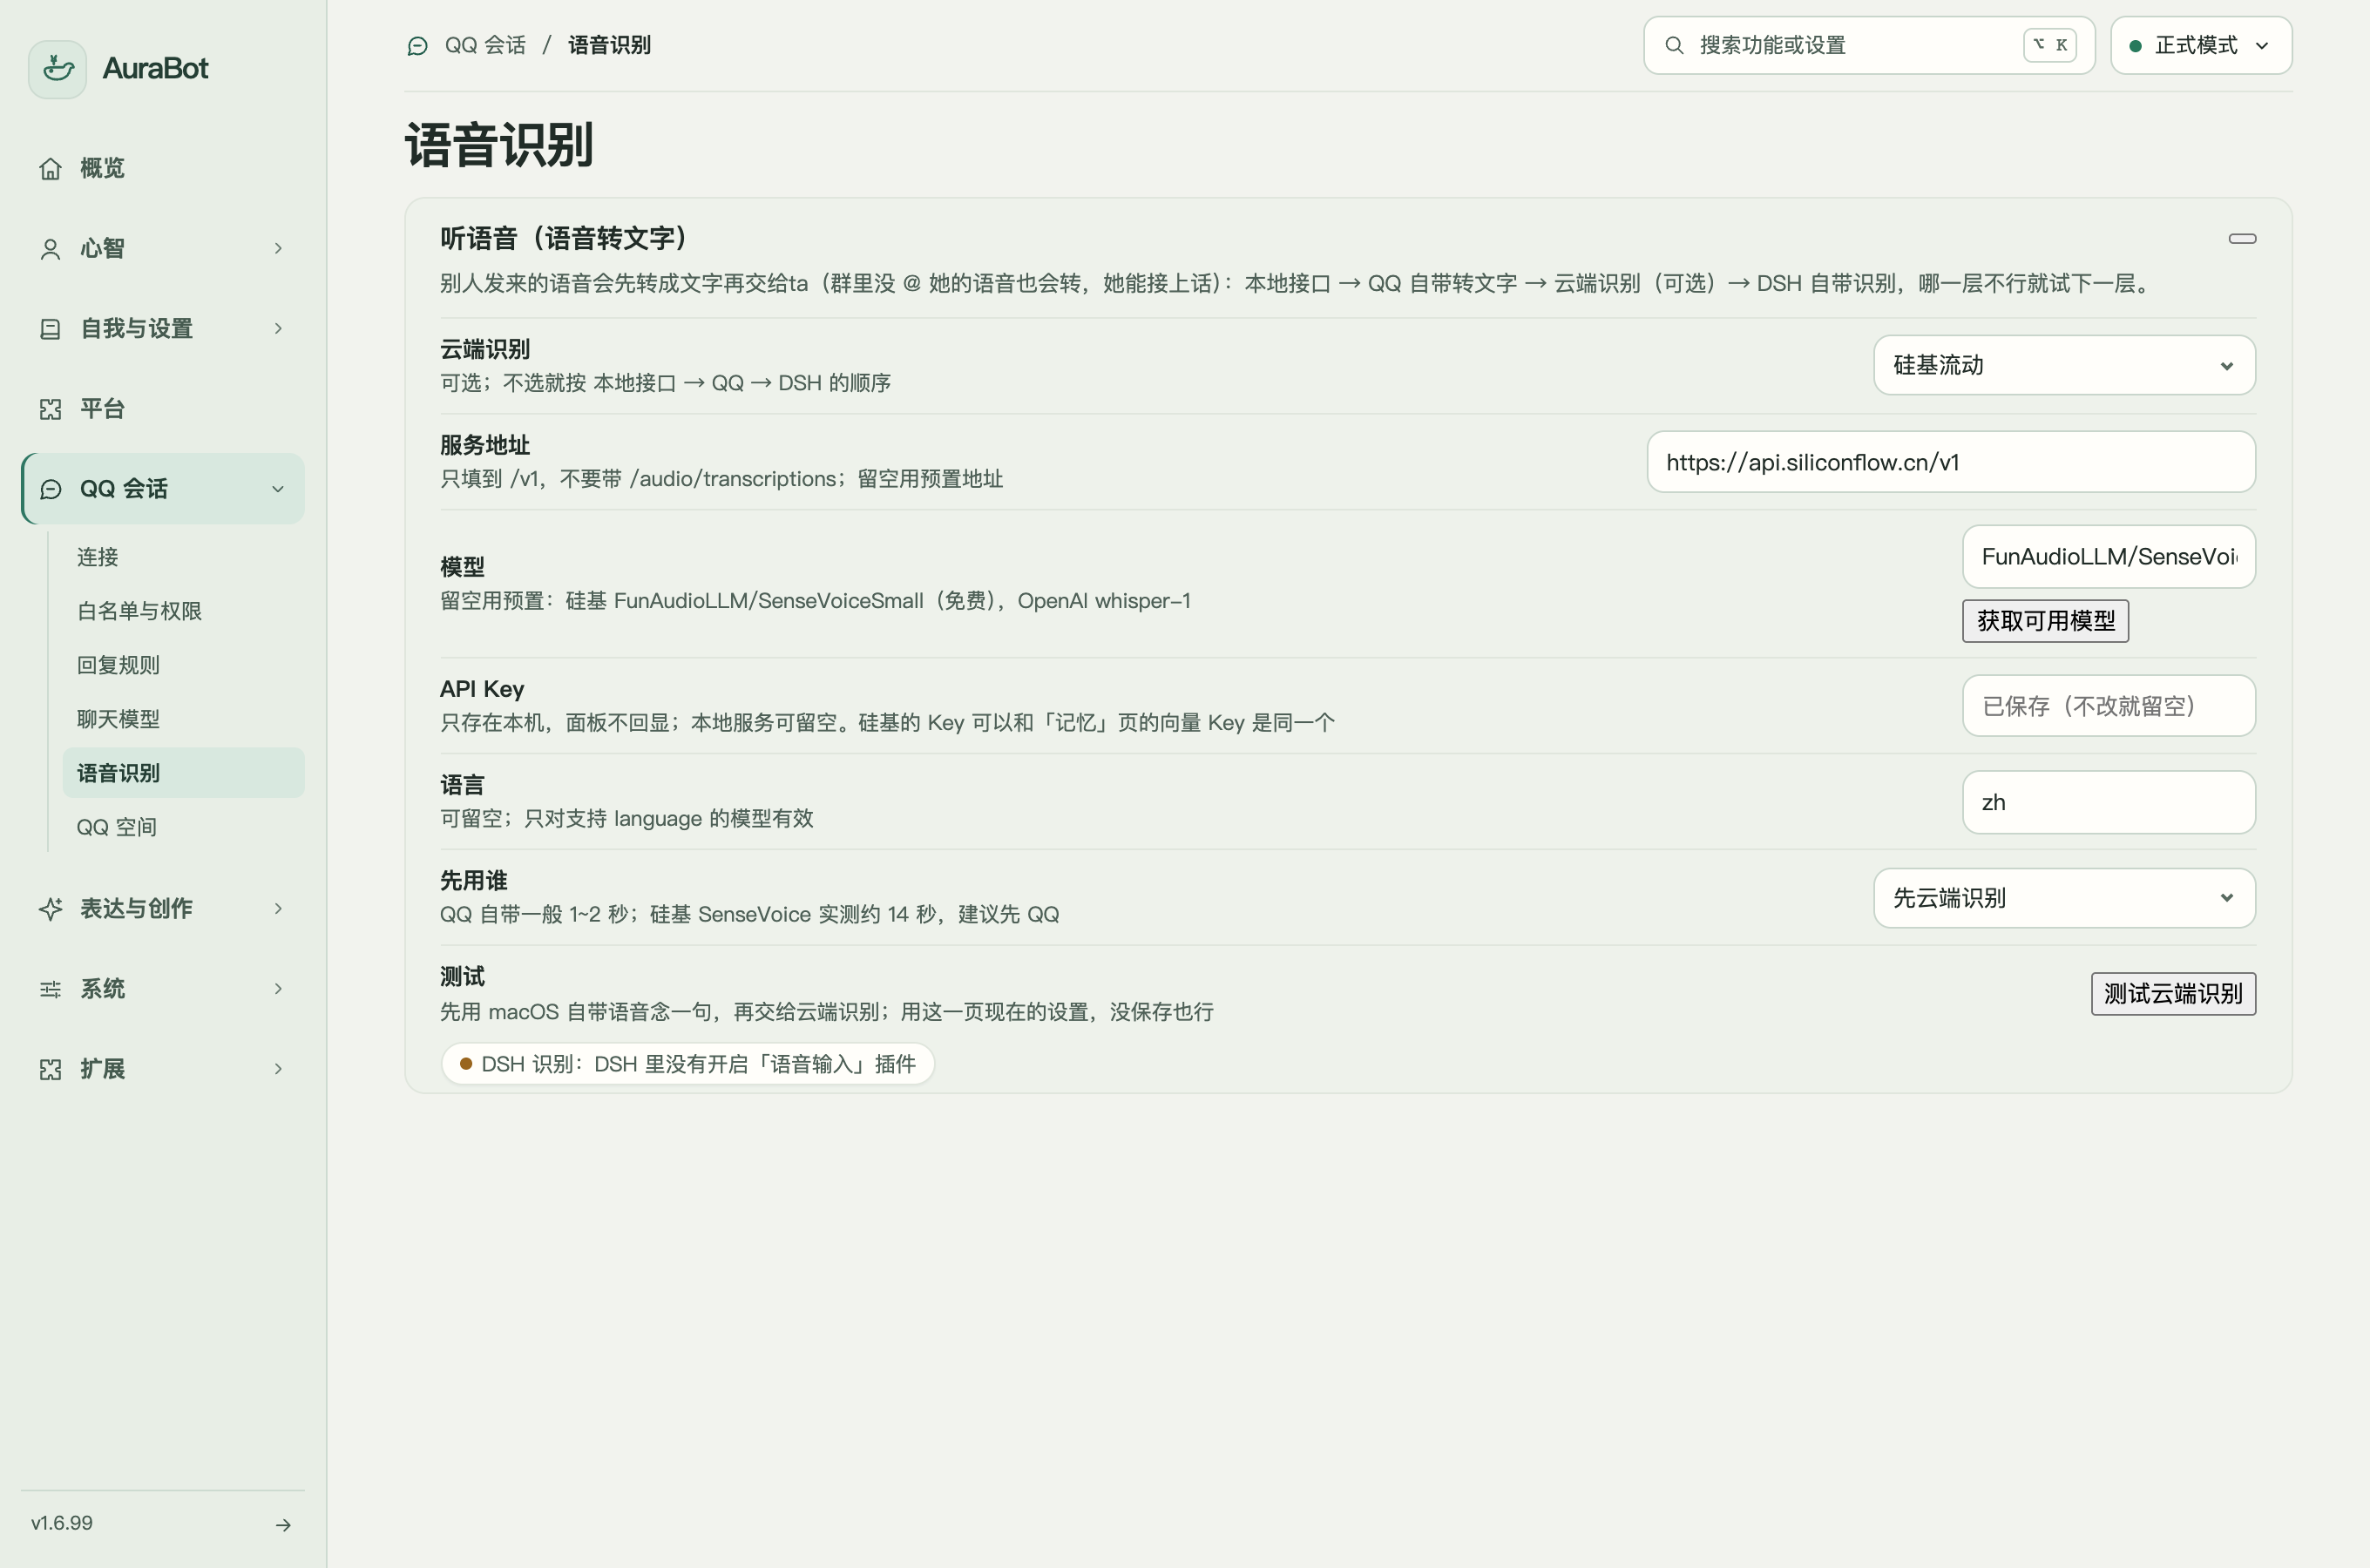 AuraBot
概览
心智
自我与设置
平台
QQ 会话
连接
白名单与权限
回复规则
聊天模型
语音识别
QQ 空间
表达与创作
系统
扩展
v1.6.99
QQ 会话 / 语音识别
搜索功能或设置
⌥ K
正式模式
语音识别
听语音（语音转文字）
别人发来的语音会先转成文字再交给ta（群里没 @ 她的语音也会转，她能接上话）：本地接口 → QQ 自带转文字 → 云端识别（可选）→ DSH 自带识别，哪一层不行就试下一层。
云端识别
可选；不选就按 本地接口 → QQ → DSH 的顺序
硅基流动
服务地址
只填到 /v1，不要带 /audio/transcriptions；留空用预置地址
https://api.siliconflow.cn/v1
模型
留空用预置：硅基 FunAudioLLM/SenseVoiceSmall（免费），OpenAI whisper-1
FunAudioLLM/SenseVoi
获取可用模型
API Key
只存在本机，面板不回显；本地服务可留空。硅基的 Key 可以和「记忆」页的向量 Key 是同一个
已保存（不改就留空）
语言
可留空；只对支持 language 的模型有效
zh
先用谁
QQ 自带一般 1~2 秒；硅基 SenseVoice 实测约 14 秒，建议先 QQ
先云端识别
测试
先用 macOS 自带语音念一句，再交给云端识别；用这一页现在的设置，没保存也行
测试云端识别
DSH 识别：DSH 里没有开启「语音输入」插件